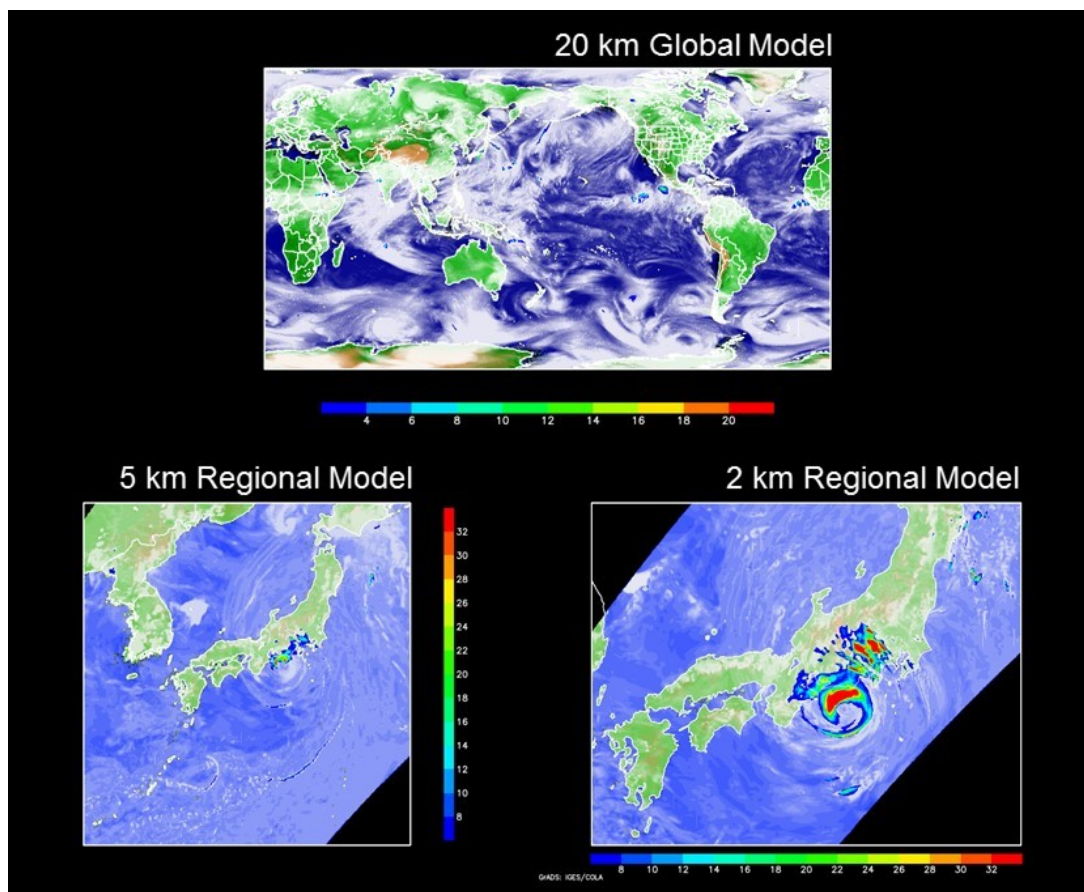 20 km Global Model
4 6 8 10 12 14 16 18 20
5 km Regional Model
2 km Regional Model
32
30
28
26
24
22
20
18
16
14
12
10
8
8 10 12 14 16 18 20 22 24 26 28 30 32
GrADS: IGES/COLA